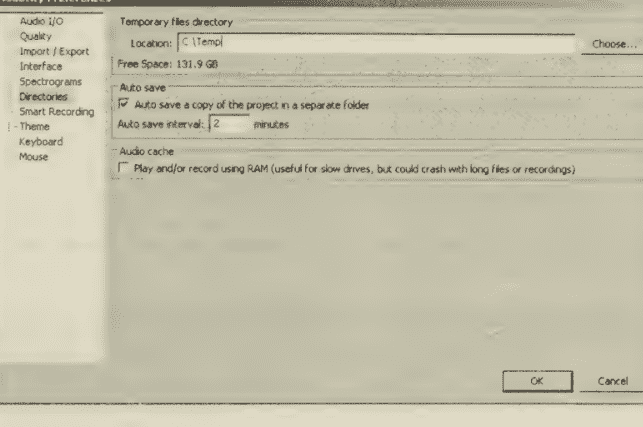 Preferences
Audio I/O
Quality
Import / Export
Interface
Spectrograms
Directories
Smart Recording
Theme
Keyboard
Mouse
Temporary files directory
Location: C \Temp Choose...
Free Space: 131.9 GB
Auto save
Auto save a copy of the project in a separate folder
Auto save interval: 2 minutes
Audio cache
Play and/or record using RAM (useful for slow drives, but could crash with long files or recordings)
OK Cancel